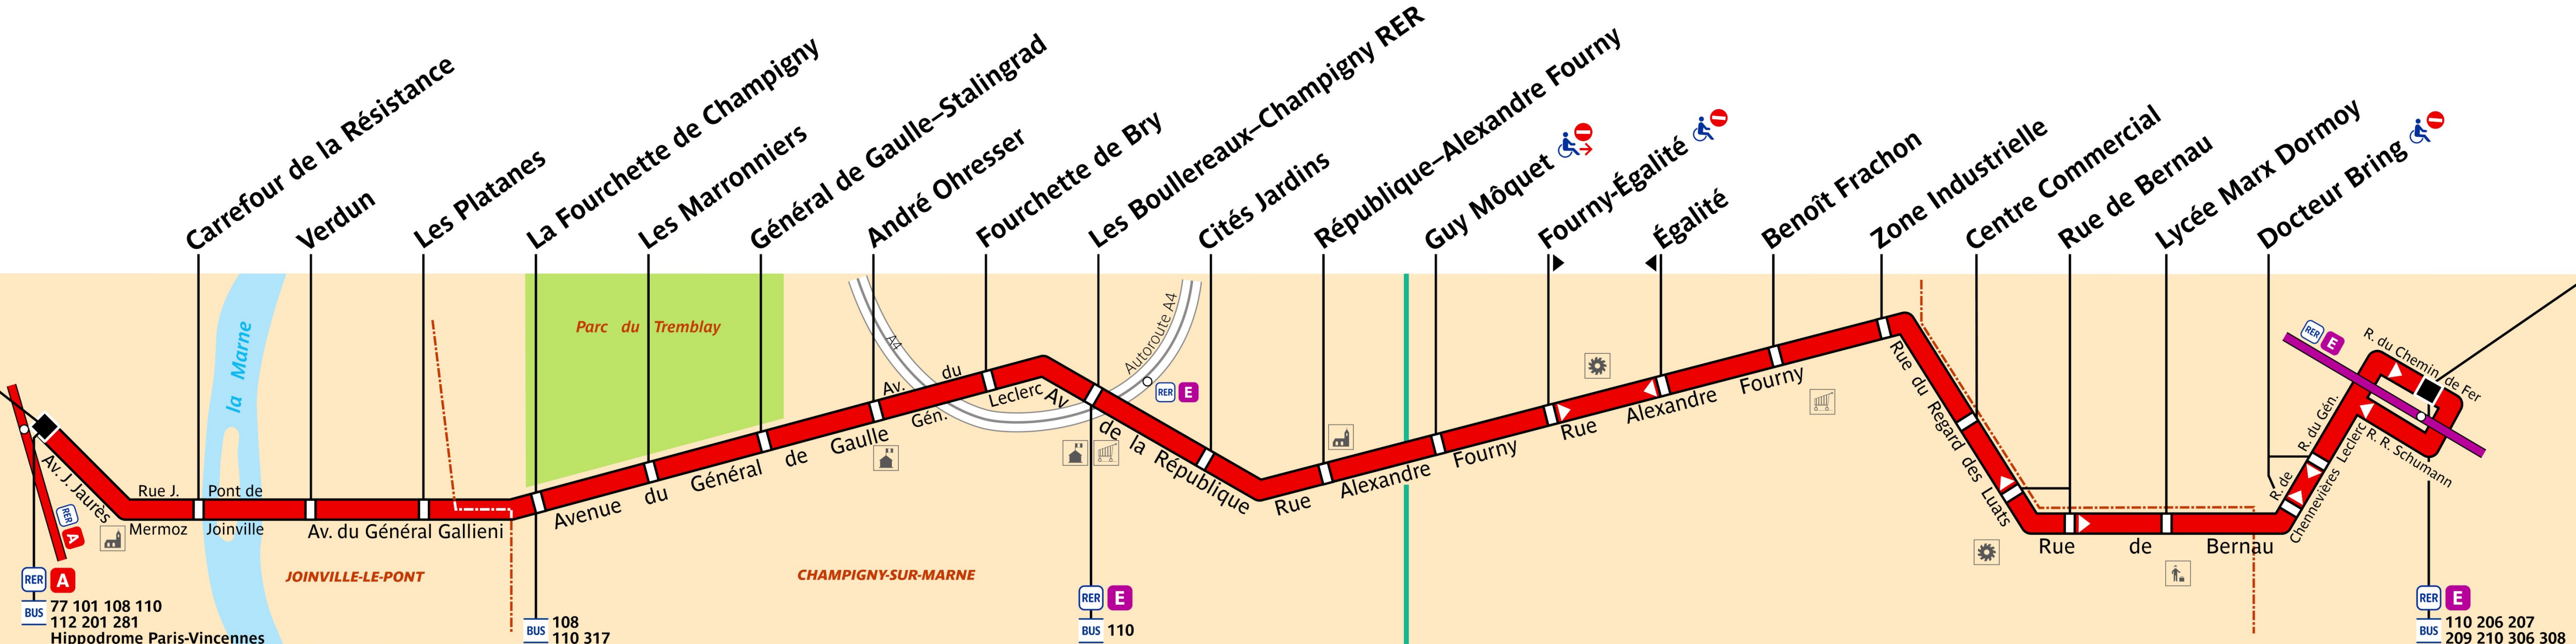 Carrefour de la Résistance
Verdun
Les Platanes
La Fourchette de Champigny
Les Marronniers
Général de Gaulle–Stalingrad
André Ohresser
Fourchette de Bry
Les Boullereaux–Champigny RER
Cités Jardins
République–Alexandre Fourny
Guy Môquet
Fourny-Égalité
Égalité
Benoît Frachon
Zone Industrielle
Centre Commercial
Rue de Bernau
Lycée Marx Dormoy
Docteur Bring
la Marne
Parc du Tremblay
A4
Autoroute A4
RER E
RER E
R. du Chemin de Fer
Av. J. Jaurès
Rue J.
Mermoz
Pont de
Joinville
Av. du Général Gallieni
Avenue du Général de Gaulle
Av. du
Gén. Leclerc
Av. de la République
Rue Alexandre Fourny
Rue Alexandre Fourny
Rue du Regard des Luats
Rue de Bernau
R. de
Chennevières
R. du Gén.
Leclerc
R. R. Schumann
RER A
JOINVILLE-LE-PONT
CHAMPIGNY-SUR-MARNE
RER A
BUS 77 101 108 110
112 201 281
Hippodrome Paris-Vincennes
BUS 108
110 317
RER E
BUS 110
RER E
BUS 110 206 207
209 210 306 308